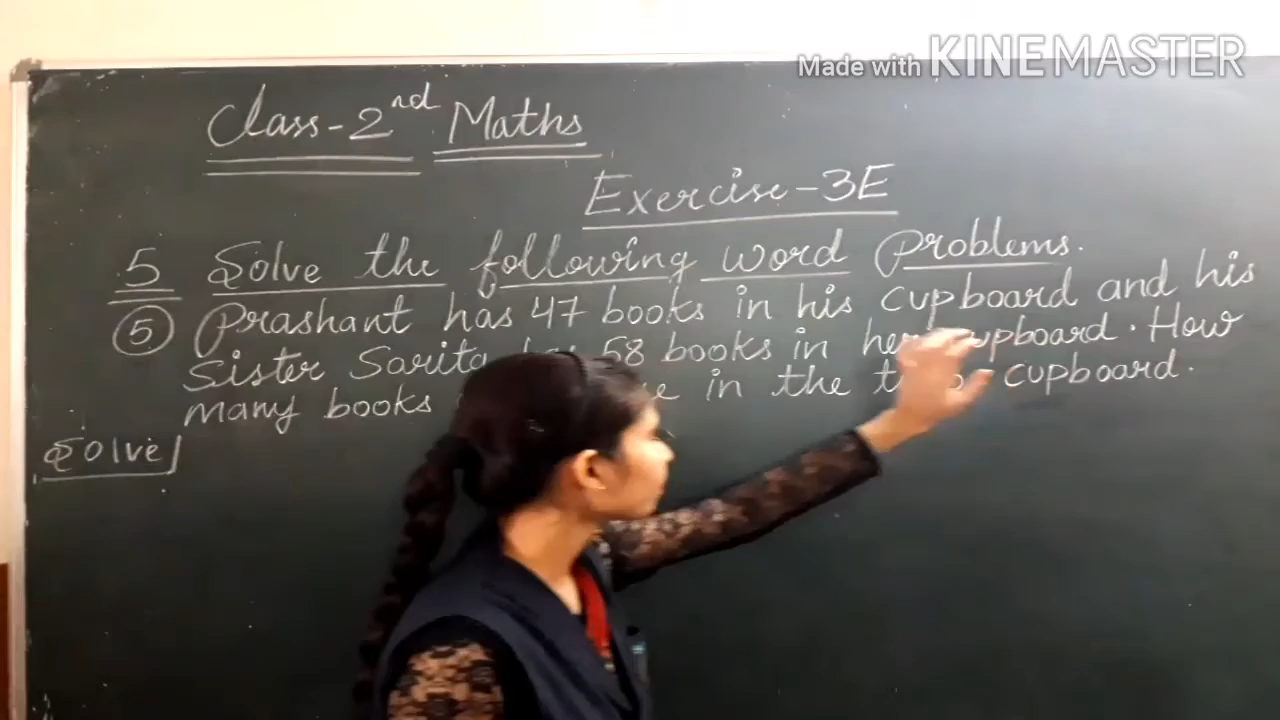 Made with KINEMASTER
Class-2nd Maths
Exercise-3E
5 Solve the following word Problems.
5 Prashant has 47 books in his cupboard and his
Sister Sarita 58 books in her cupboard. How
many books in the cupboard.
Solve